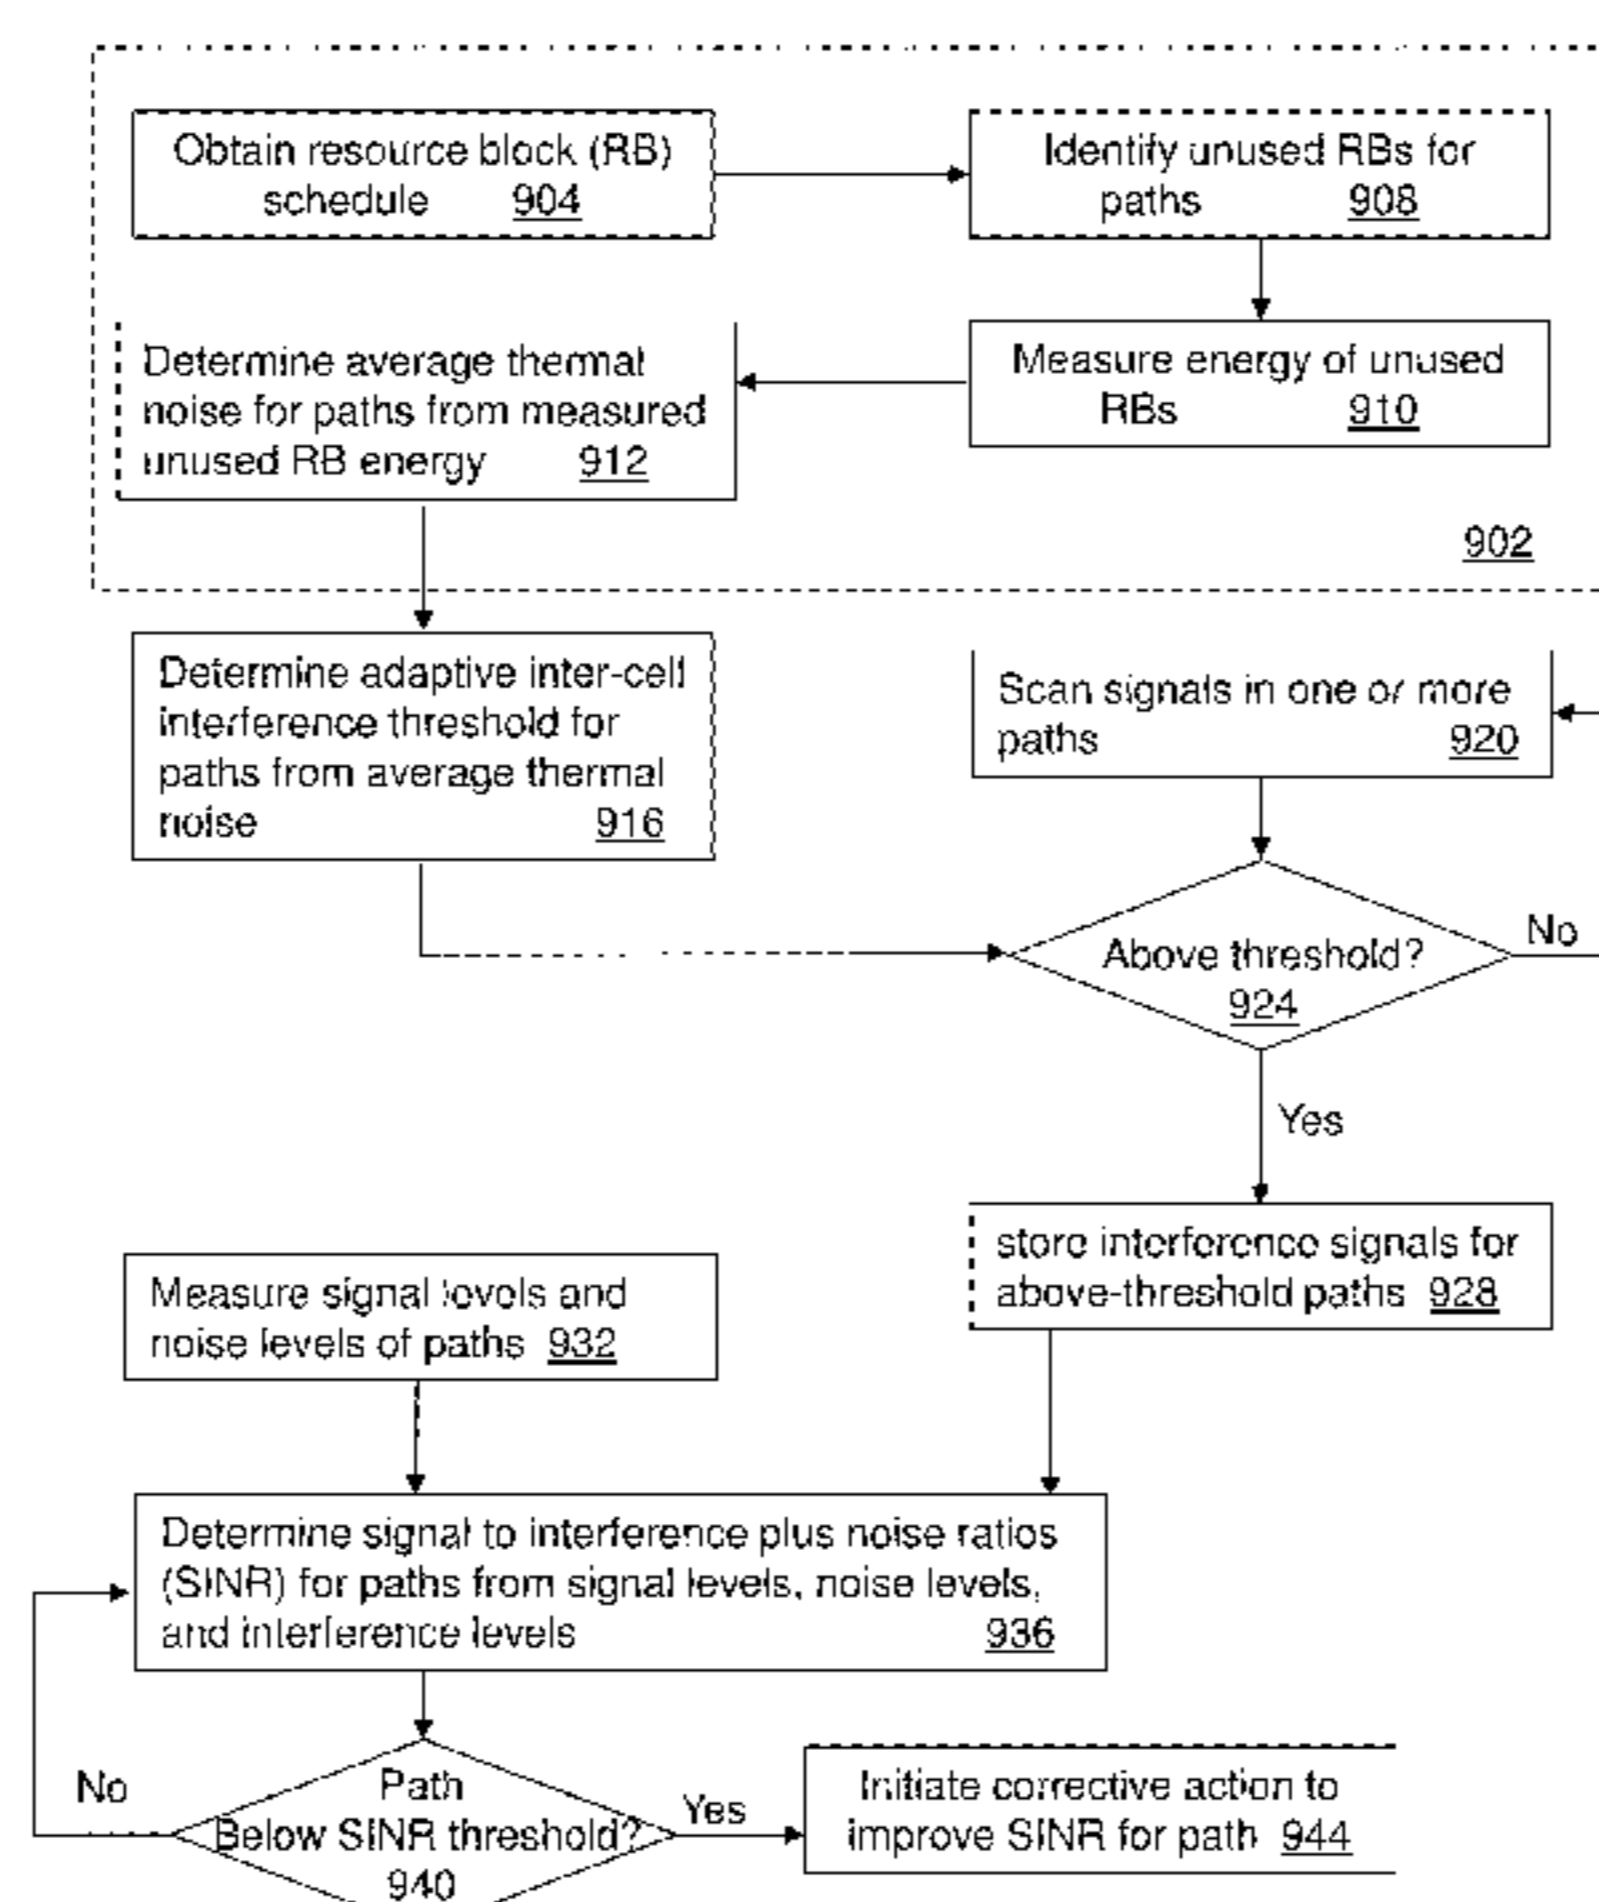 Obtain resource block (RB)
schedule 904
Identify unused RBs for
paths 908
Determine average thermal
noise for paths from measured
unused RB energy 912
Measure energy of unused
RBs 910
902
Determine adaptive inter-cell
interference threshold for
paths from average thermal
noise 916
Scan signals in one or more
paths 920
Above threshold?
924
No
Yes
store interference signals for
above-threshold paths 928
Measure signal levels and
noise levels of paths 932
Determine signal to interference plus noise ratios
(SINR) for paths from signal levels, noise levels,
and interference levels 936
No
Path
Below SINR threshold?
940
Yes
Initiate corrective action to
improve SINR for path 944